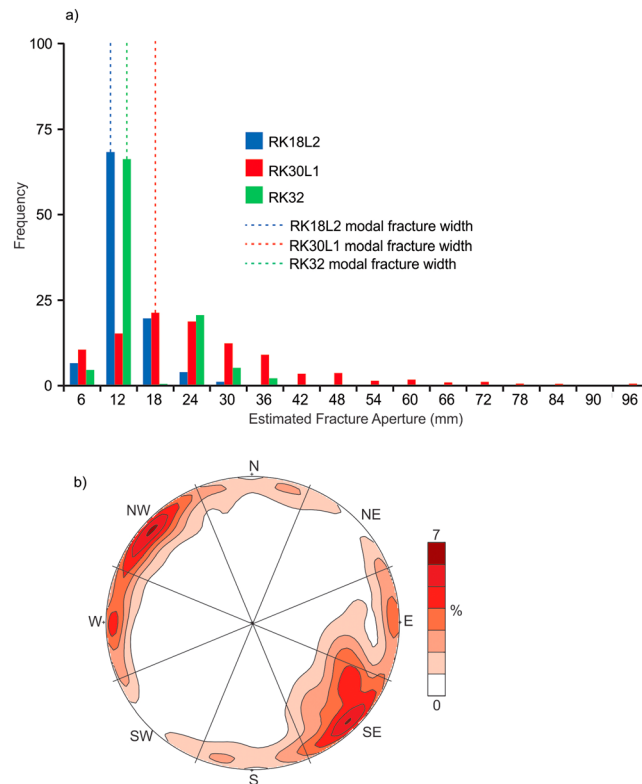 a)
100
75
50
25
0
Frequency
RK18L2
RK30L1
RK32
RK18L2 modal fracture width
RK30L1 modal fracture width
RK32 modal fracture width
6 12 18 24 30 36 42 48 54 60 66 72 78 84 90 96
Estimated Fracture Aperture (mm)
b)
N
NW
NE
W
E
SW
SE
S
7
%
0